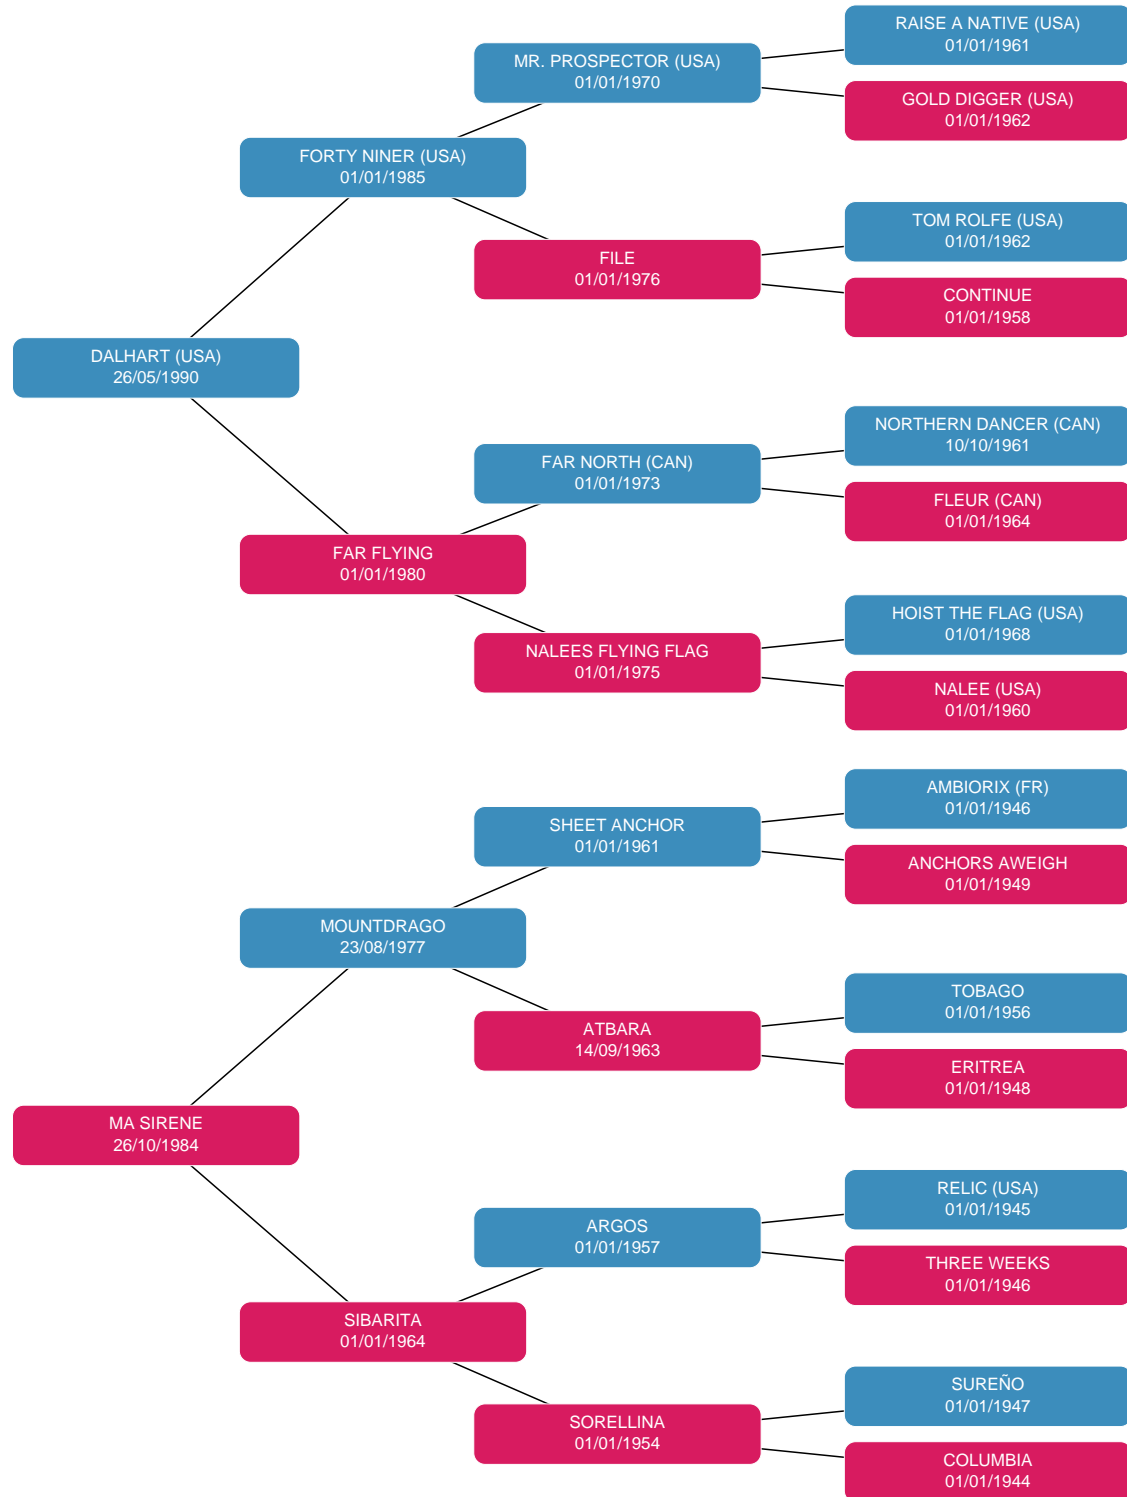 RAISE A NATIVE (USA)
01/01/1961
MR. PROSPECTOR (USA)
01/01/1970
GOLD DIGGER (USA)
01/01/1962
FORTY NINER (USA)
01/01/1985
TOM ROLFE (USA)
01/01/1962
FILE
01/01/1976
CONTINUE
01/01/1958
DALHART (USA)
26/05/1990
NORTHERN DANCER (CAN)
10/10/1961
FAR NORTH (CAN)
01/01/1973
FLEUR (CAN)
01/01/1964
FAR FLYING
01/01/1980
HOIST THE FLAG (USA)
01/01/1968
NALEES FLYING FLAG
01/01/1975
NALEE (USA)
01/01/1960
AMBIORIX (FR)
01/01/1946
SHEET ANCHOR
01/01/1961
ANCHORS AWEIGH
01/01/1949
MOUNTDRAGO
23/08/1977
TOBAGO
01/01/1956
ATBARA
14/09/1963
ERITREA
01/01/1948
MA SIRENE
26/10/1984
RELIC (USA)
01/01/1945
ARGOS
01/01/1957
THREE WEEKS
01/01/1946
SIBARITA
01/01/1964
SUREÑO
01/01/1947
SORELLINA
01/01/1954
COLUMBIA
01/01/1944